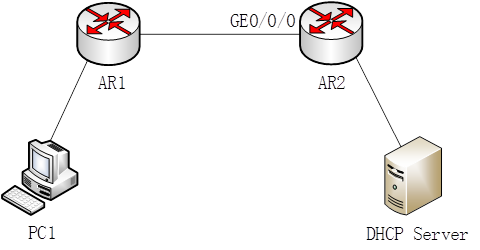 GE0/0/0
AR1
AR2
PC1
DHCP Server